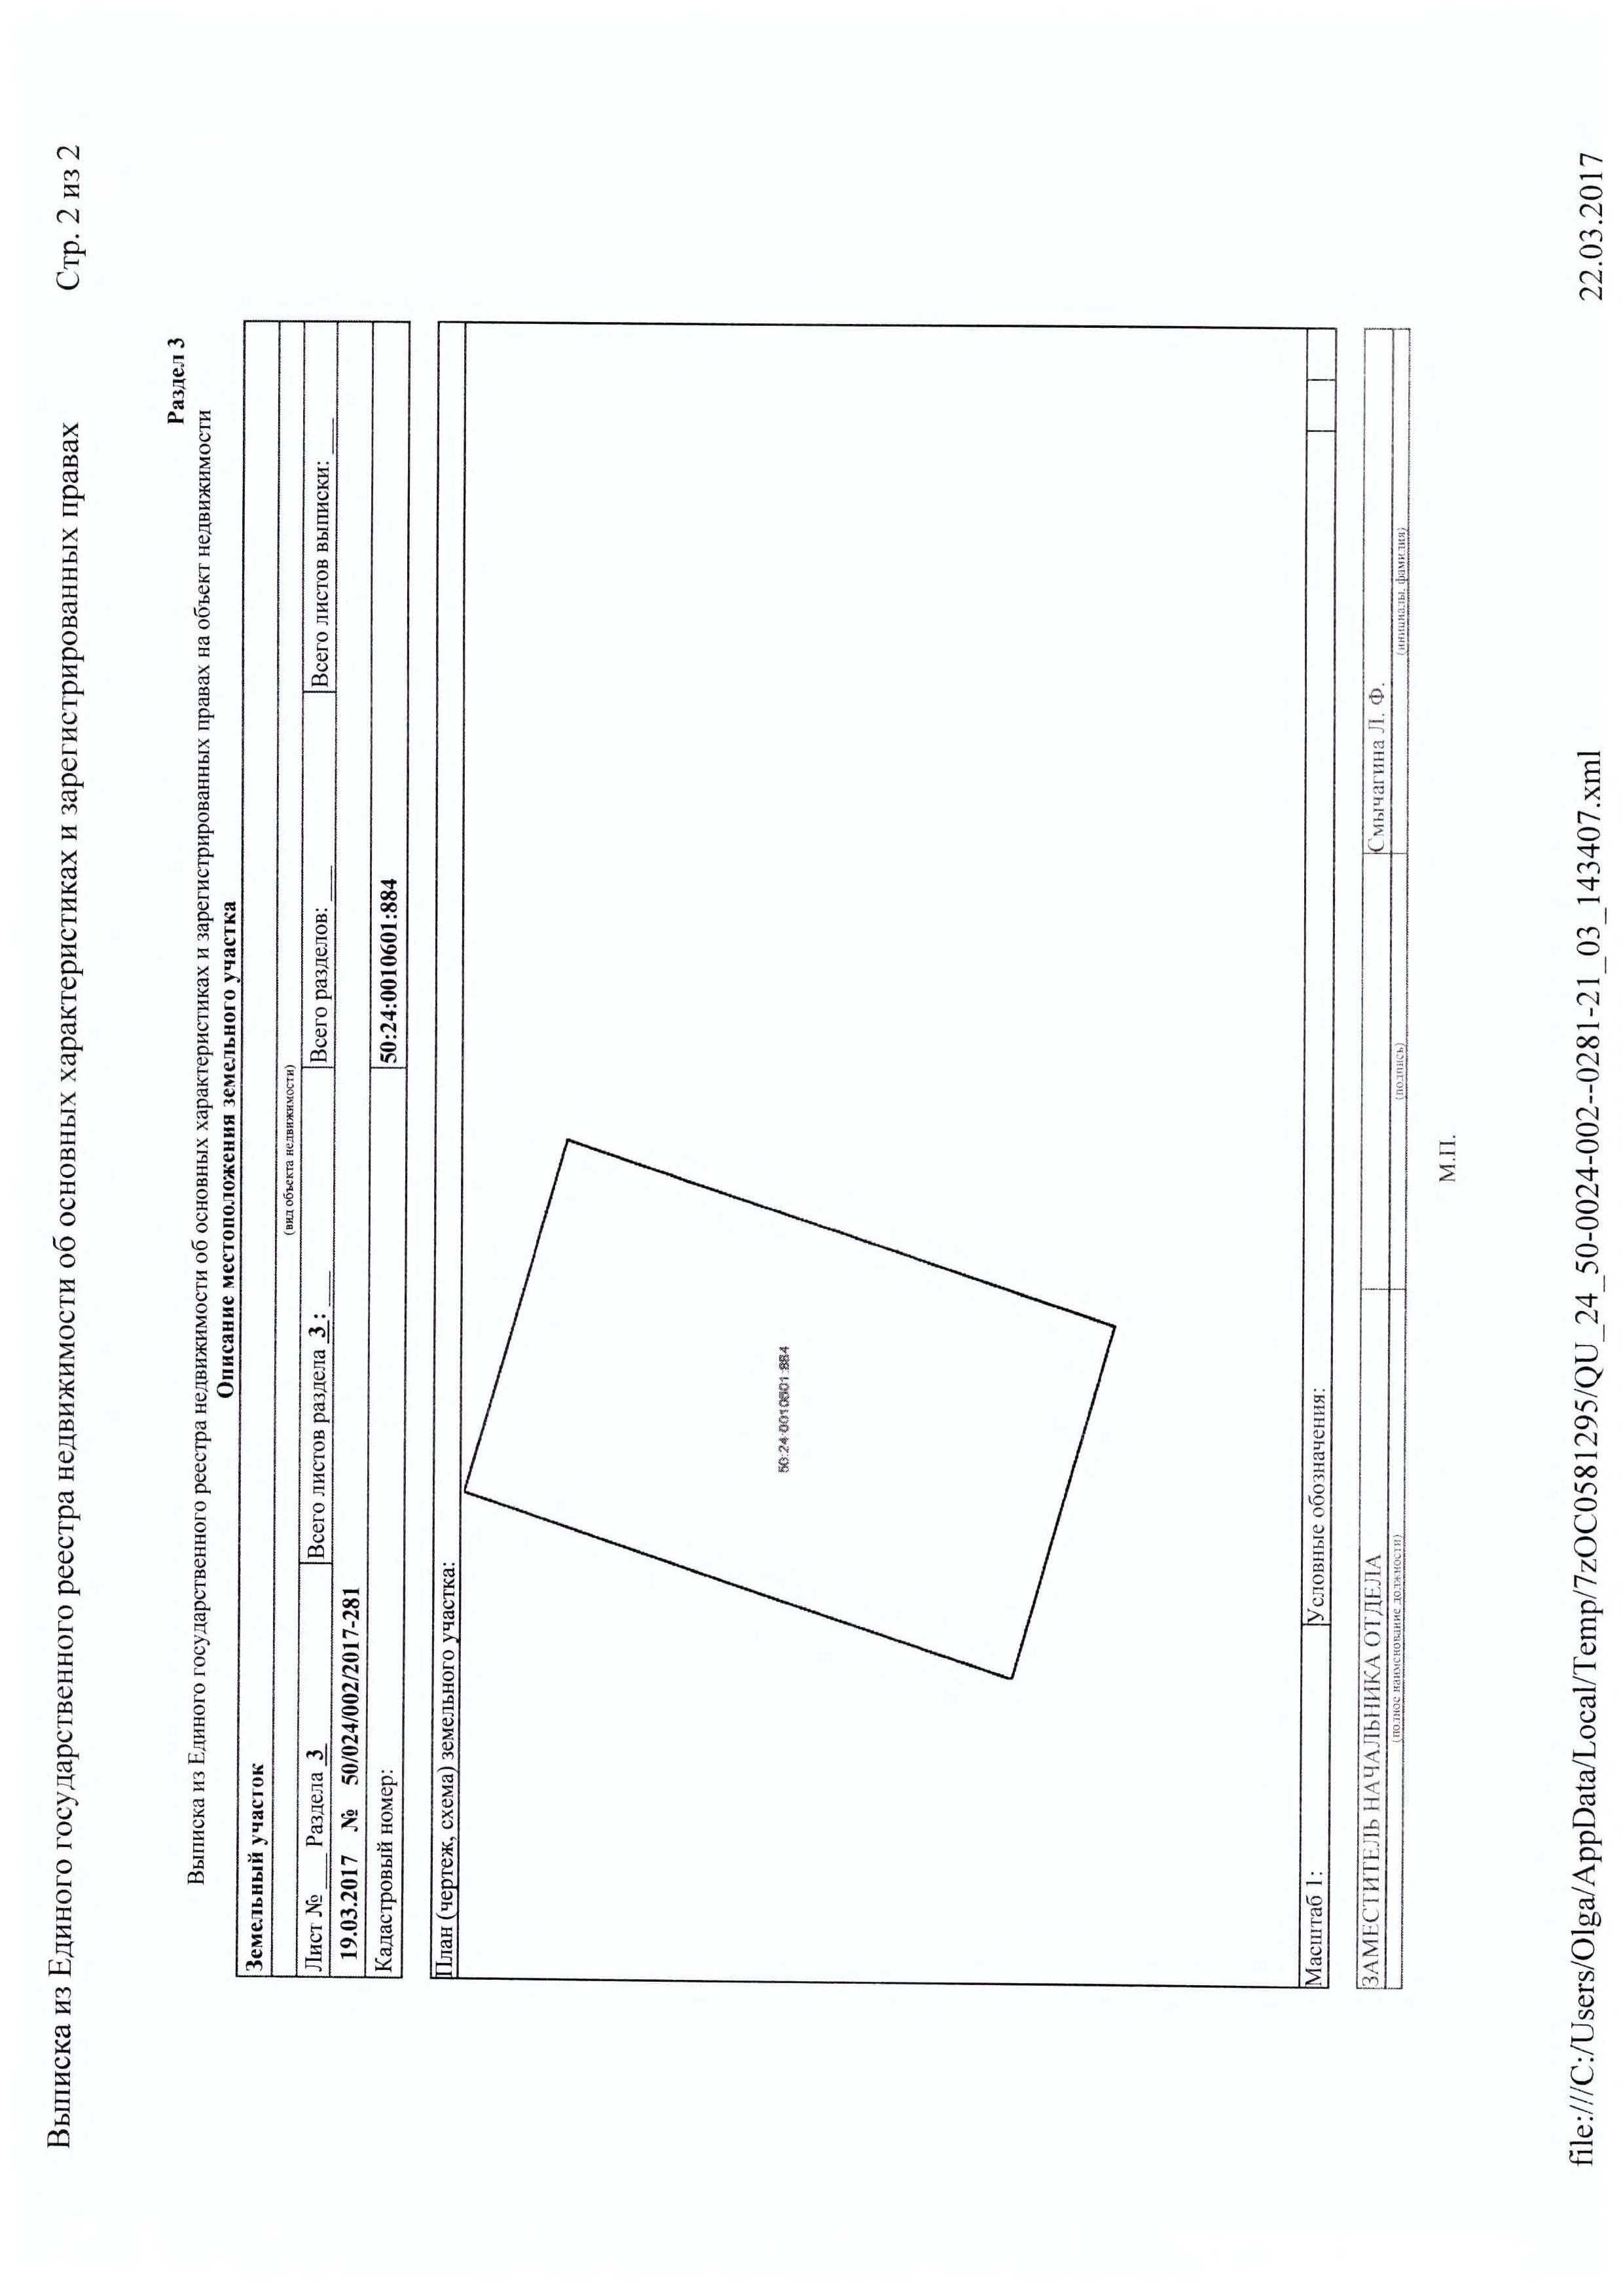 Выписка из Единого государственного реестра недвижимости об основных характеристиках и зарегистрированных правах Стр. 2 из 2
Раздел 3
Выписка из Единого государственного реестра недвижимости об основных характеристиках и зарегистрированных правах на объект недвижимости
Описание местоположения земельного участка
Земельный участок
(вид объекта недвижимости)
Лист № ___ Раздела 3 Всего листов раздела 3 : ___ Всего разделов: ___ Всего листов выписки: ___
19.03.2017 № 50/024/002/2017-281
Кадастровый номер: 50:24:0010601:884
План (чертеж, схема) земельного участка:
50:24:0010601:884
Масштаб 1: Условные обозначения:
ЗАМЕСТИТЕЛЬ НАЧАЛЬНИКА ОТДЕЛА Смычагина Л. Ф.
(полное наименование должности) (подпись) (инициалы, фамилия)
М.П.
file:///C:/Users/Olga/AppData/Local/Temp/7zOC0581295/QU_24_50-0024-002--0281-21_03_143407.xml 22.03.2017